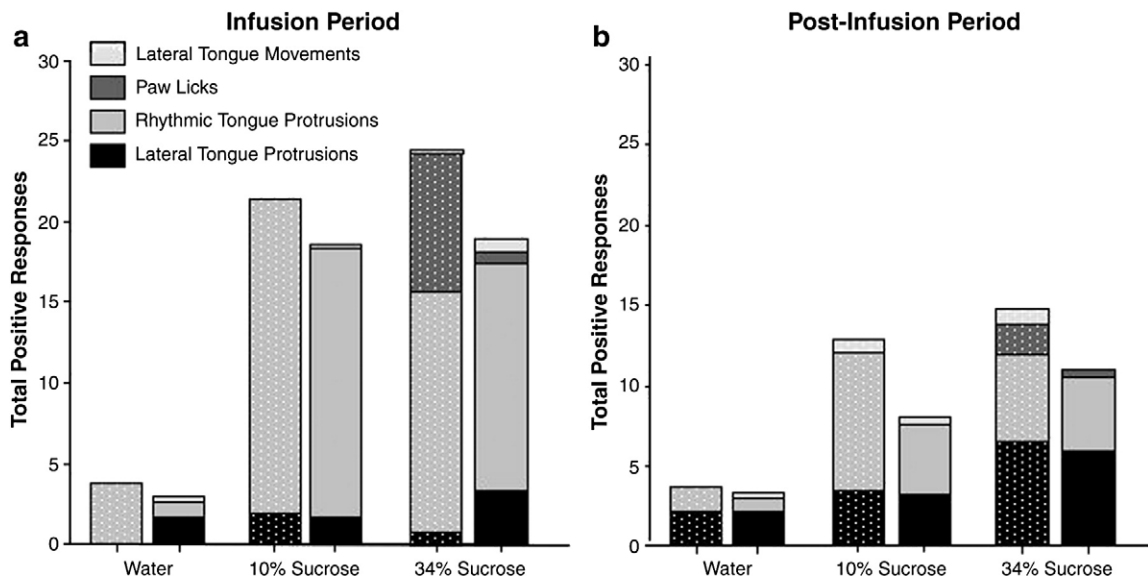 Infusion Period
a
Lateral Tongue Movements
Paw Licks
Rhythmic Tongue Protrusions
Lateral Tongue Protrusions
Total Positive Responses
30
25
20
15
10
5
0
Water
10% Sucrose
34% Sucrose
Post-Infusion Period
b
Total Positive Responses
30
25
20
15
10
5
0
Water
10% Sucrose
34% Sucrose